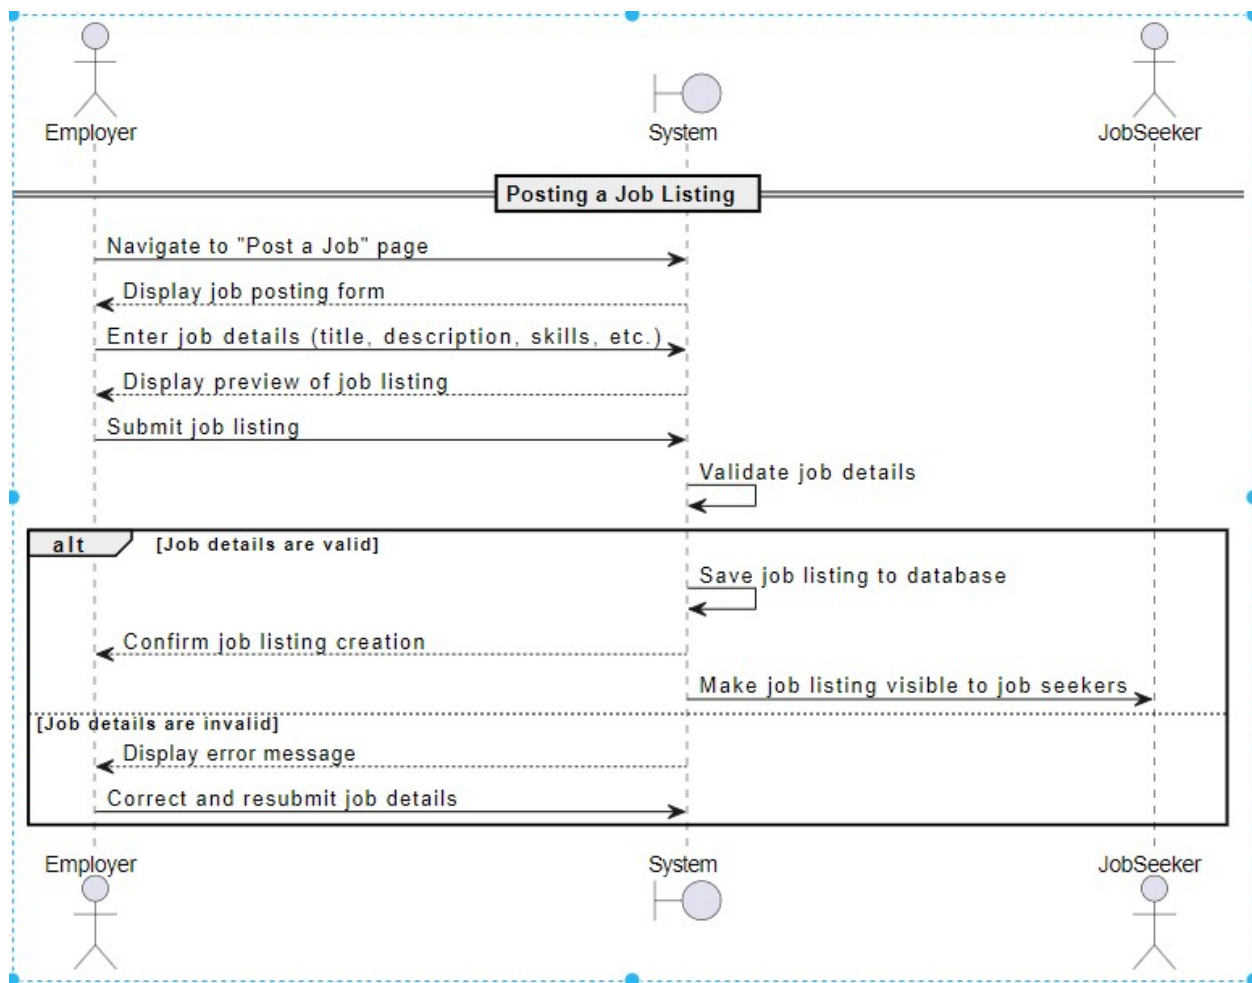 Employer
System
JobSeeker
Posting a Job Listing
Navigate to "Post a Job" page
Display job posting form
Enter job details (title, description, skills, etc.)
Display preview of job listing
Submit job listing
Validate job details
alt
[Job details are valid]
Save job listing to database
Confirm job listing creation
Make job listing visible to job seekers
[Job details are invalid]
Display error message
Correct and resubmit job details
Employer
System
JobSeeker